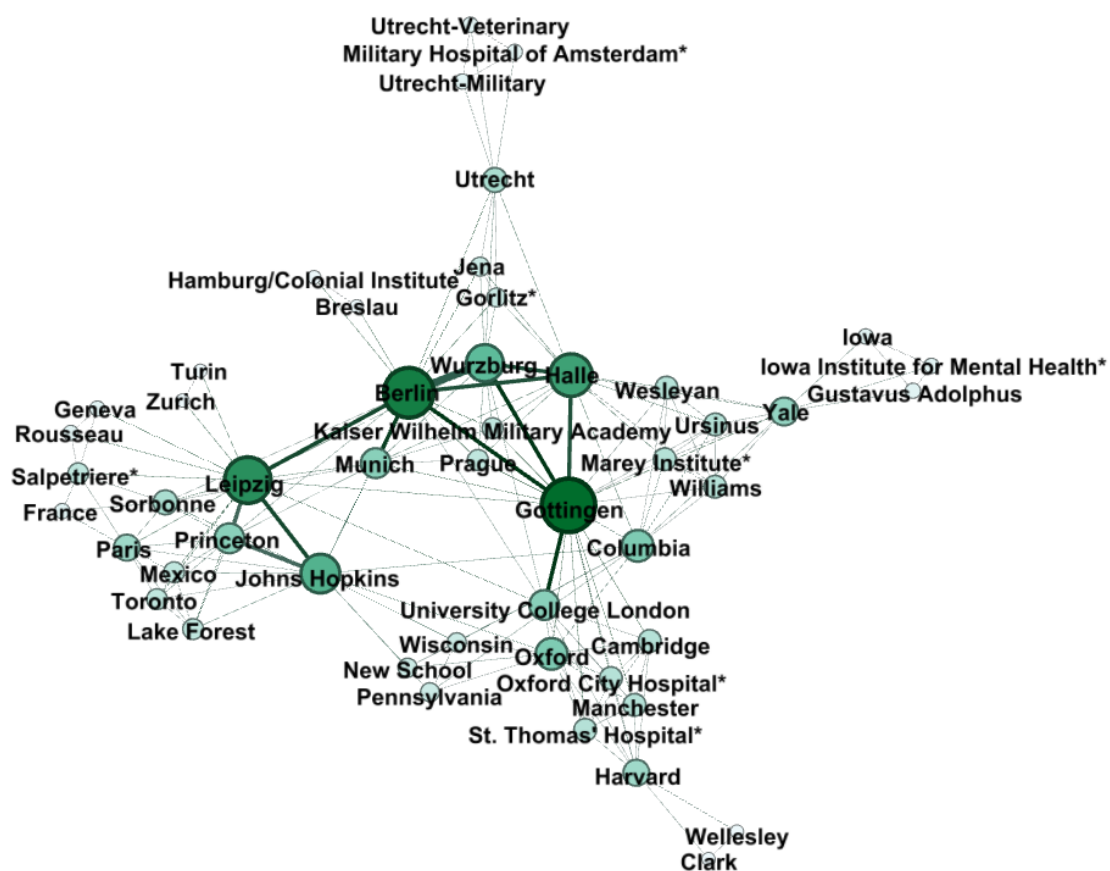 Utrecht-Veterinary
Military Hospital of Amsterdam*
Utrecht-Military
Utrecht
Jena
Hamburg/Colonial Institute
Gorlitz*
Breslau
Iowa
Wurzburg
Iowa Institute for Mental Health*
Turin
Halle
Berlin
Wesleyan
Gustavus Adolphus
Zurich
Geneva
Yale
Ursinus
Rousseau
Kaiser Wilhelm Military Academy
Munich
Prague
Marey Institute*
Salpetriere*
Leipzig
Williams
Sorbonne
France
Gottingen
Princeton
Paris
Columbia
Mexico
Johns Hopkins
Toronto
University College London
Lake Forest
Wisconsin
Cambridge
Oxford
New School
Oxford City Hospital*
Pennsylvania
Manchester
St. Thomas' Hospital*
Harvard
Wellesley
Clark